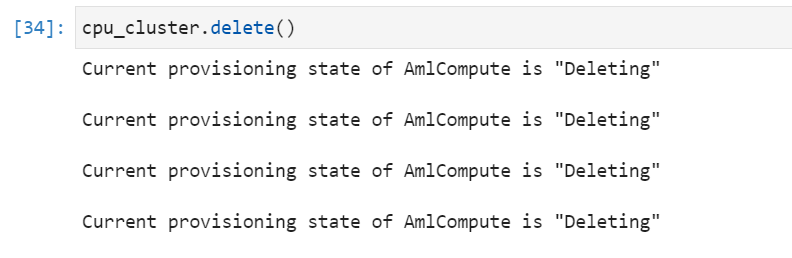 [34]: cpu_cluster.delete()
Current provisioning state of AmlCompute is "Deleting"
Current provisioning state of AmlCompute is "Deleting"
Current provisioning state of AmlCompute is "Deleting"
Current provisioning state of AmlCompute is "Deleting"